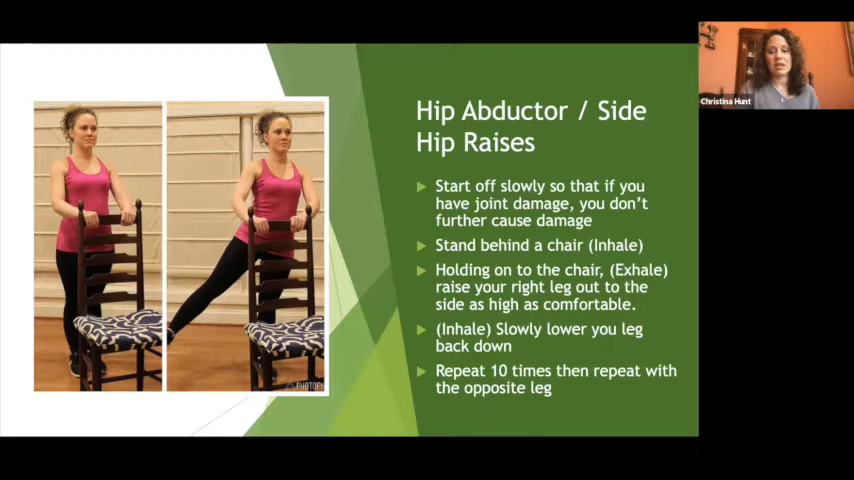 Hip Abductor / Side
Hip Raises
Start off slowly so that if you
have joint damage, you don't
further cause damage
Stand behind a chair (Inhale)
Holding on to the chair, (Exhale)
raise your right leg out to the
side as high as comfortable.
(Inhale) Slowly lower you leg
back down
Repeat 10 times then repeat with
the opposite leg
Christina Hunt